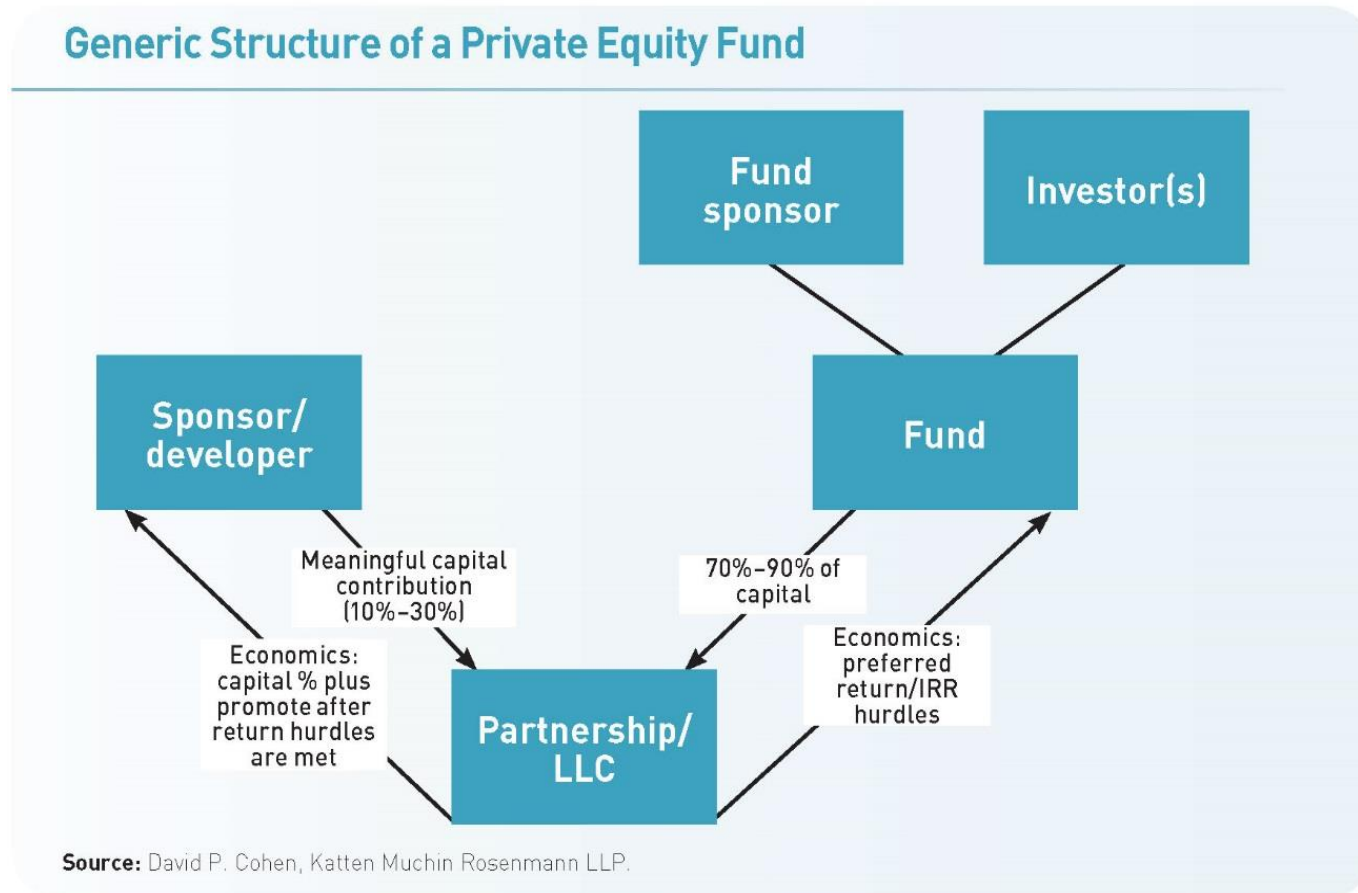 Generic Structure of a Private Equity Fund
Fund
sponsor
Investor(s)
Sponsor/
developer
Fund
Meaningful capital
contribution
(10%–30%)
70%–90% of
capital
Economics:
capital % plus
promote after
return hurdles
are met
Economics:
preferred
return/IRR
hurdles
Partnership/
LLC
Source: David P. Cohen, Katten Muchin Rosenmann LLP.